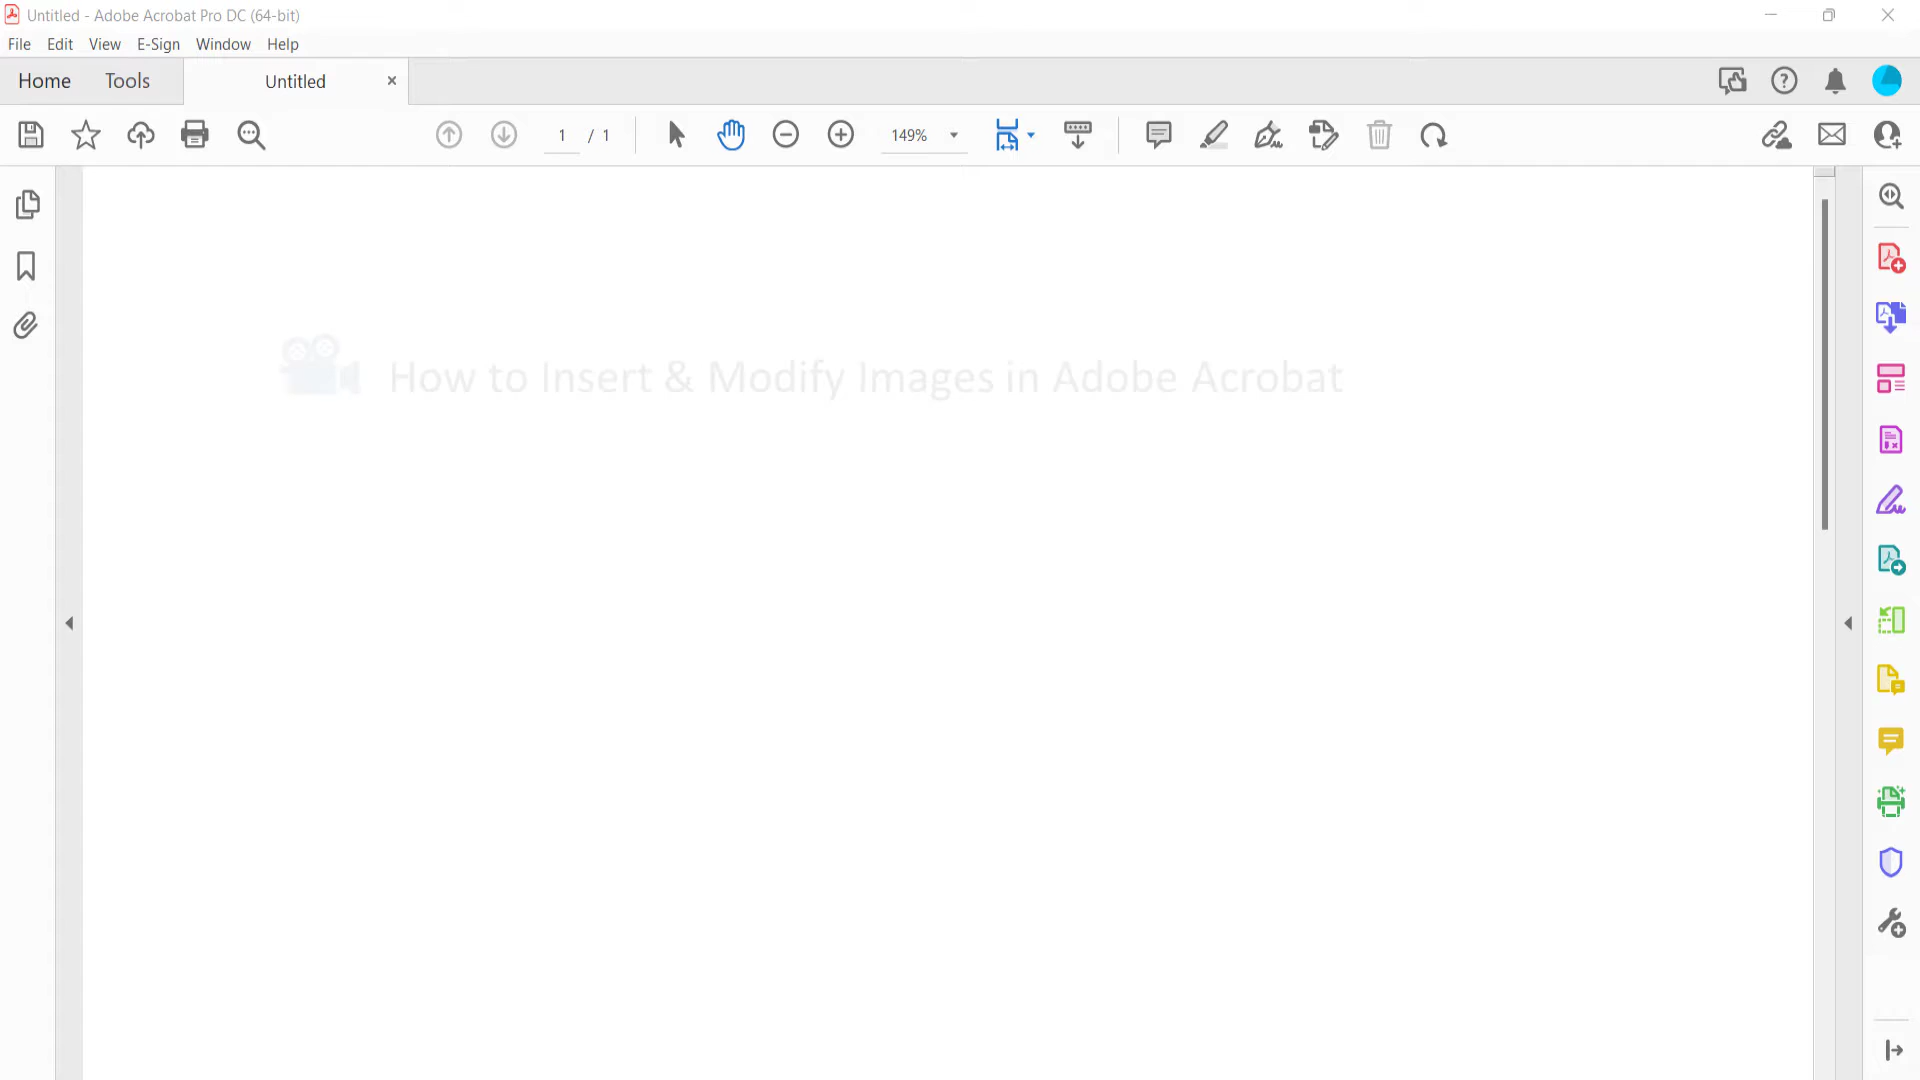 Untitled - Adobe Acrobat Pro DC (64-bit)
File Edit View E-Sign Window Help
Home Tools Untitled
1 / 1 149%
How to Insert & Modify Images in Adobe Acrobat